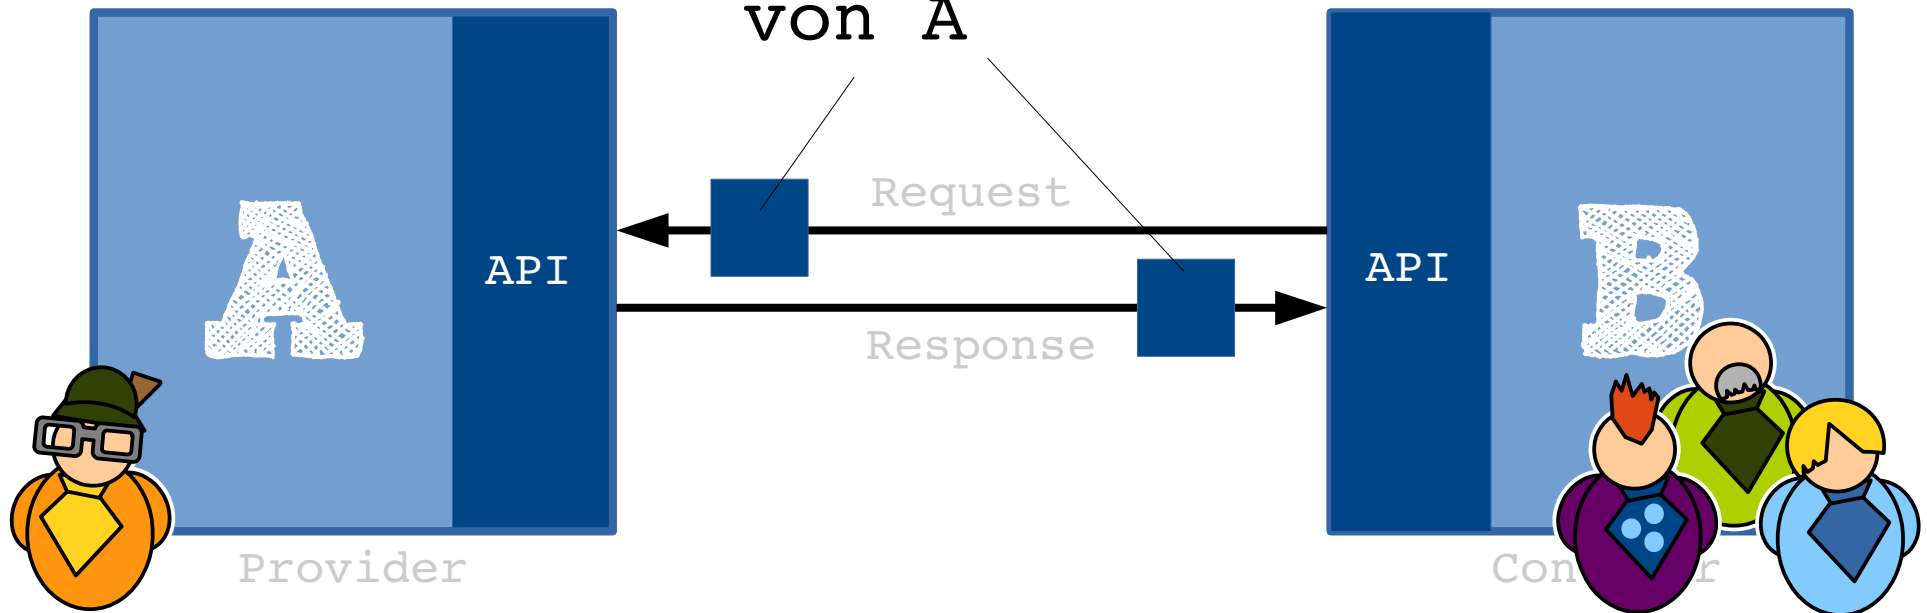 von A
Request
A
API
API
B
Response
Provider